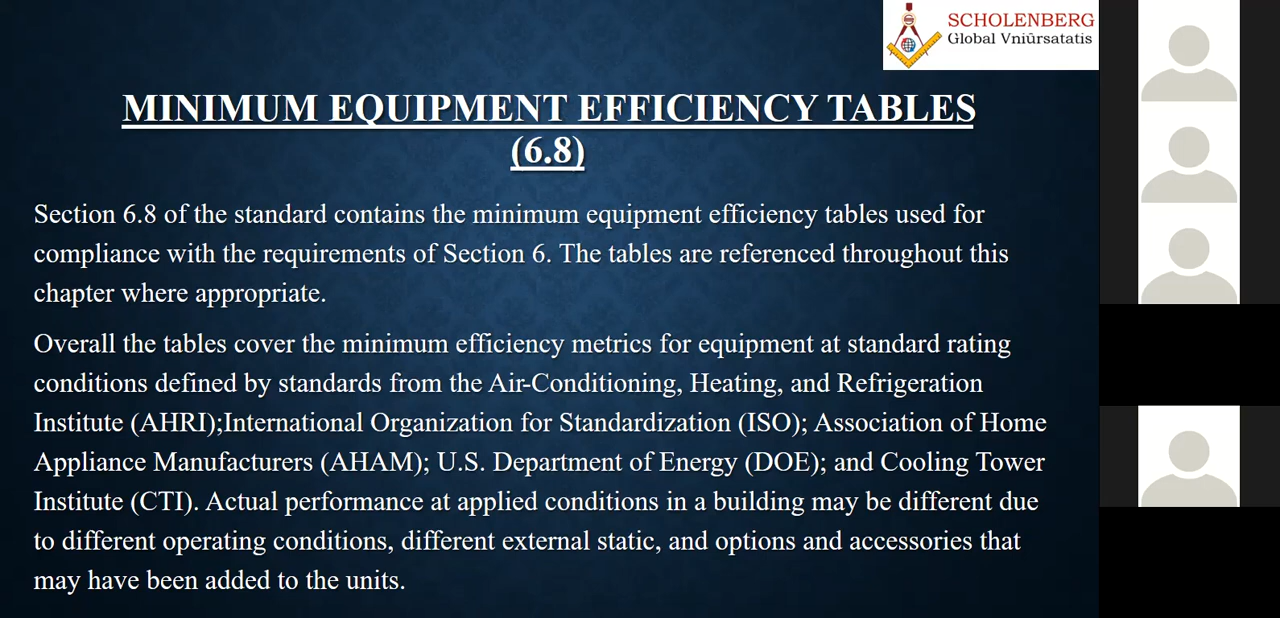 SCHOLENBERG
Global Vniūrsatatis
MINIMUM EQUIPMENT EFFICIENCY TABLES
(6.8)
Section 6.8 of the standard contains the minimum equipment efficiency tables used for
compliance with the requirements of Section 6. The tables are referenced throughout this
chapter where appropriate.
Overall the tables cover the minimum efficiency metrics for equipment at standard rating
conditions defined by standards from the Air-Conditioning, Heating, and Refrigeration
Institute (AHRI);International Organization for Standardization (ISO); Association of Home
Appliance Manufacturers (AHAM); U.S. Department of Energy (DOE); and Cooling Tower
Institute (CTI). Actual performance at applied conditions in a building may be different due
to different operating conditions, different external static, and options and accessories that
may have been added to the units.